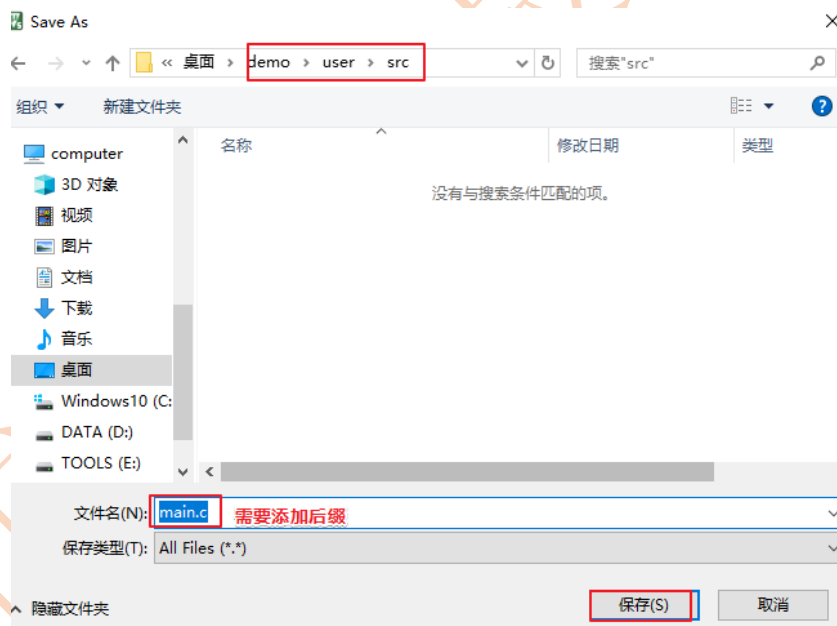 Save As
« 桌面 › demo › user › src
搜索"src"
组织
新建文件夹
名称
修改日期
类型
没有与搜索条件匹配的项。
computer
3D 对象
视频
图片
文档
下载
音乐
桌面
Windows10 (C:
DATA (D:)
TOOLS (E:)
文件名(N): main.c 需要添加后缀
保存类型(T): All Files (*.*)
隐藏文件夹
保存(S)
取消